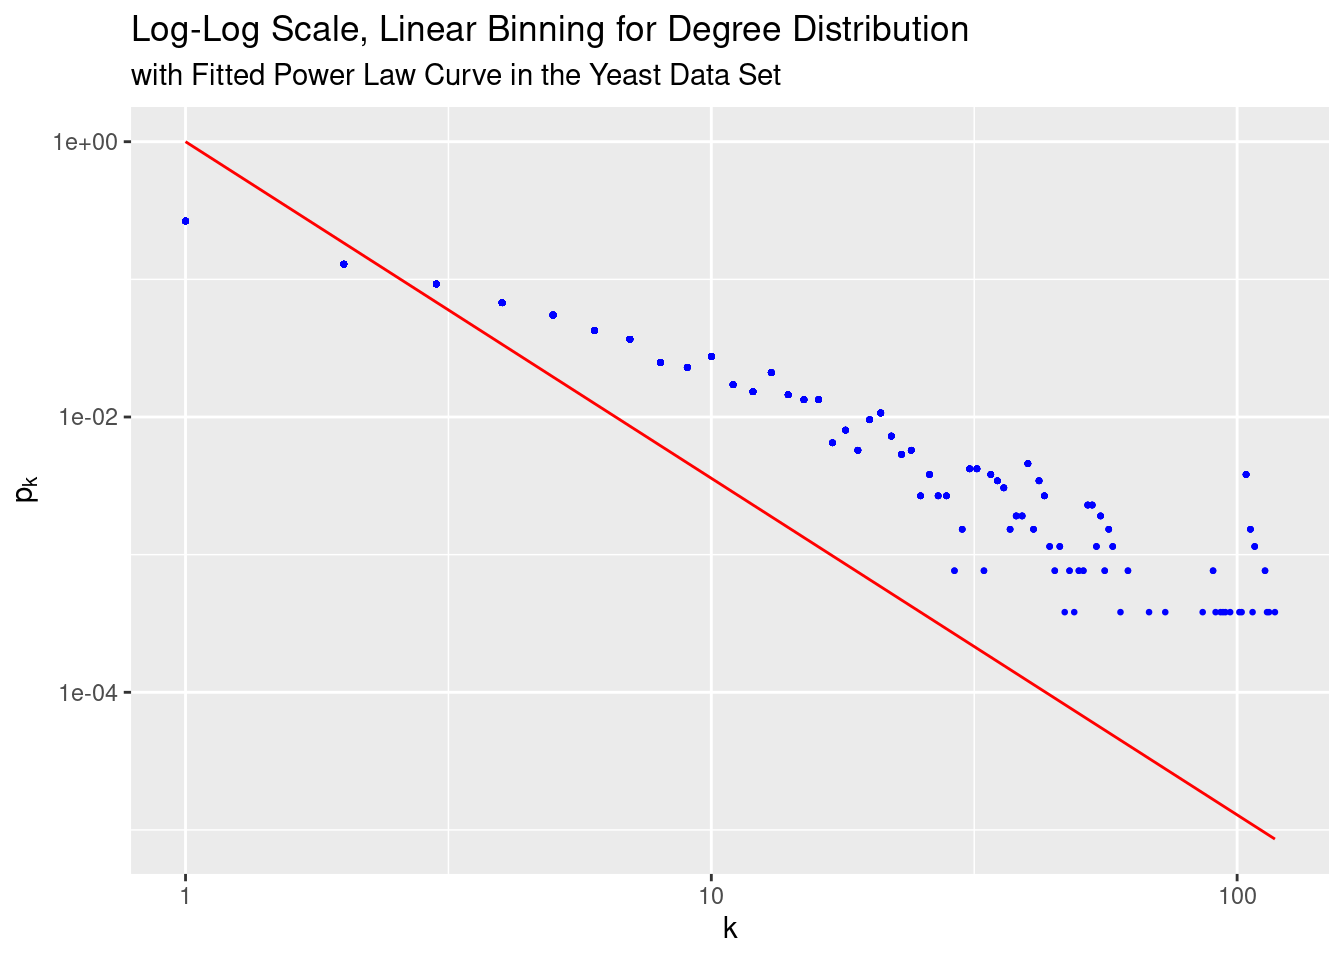 Log-Log Scale, Linear Binning for Degree Distribution
with Fitted Power Law Curve in the Yeast Data Set
1e+00
1e-02
1e-04
pₖ
1 10 100
k